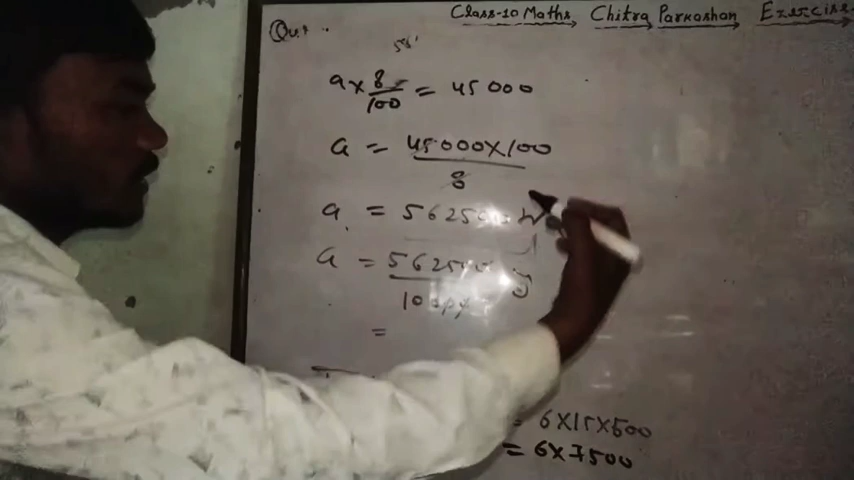 Class-10 Maths, Chitra Parkashan Exercise-
Que
a × 8/100 = 45000
a = 45000×100/8
a = 5625
a = 5625
=
= 6×15×500
= 6×7500